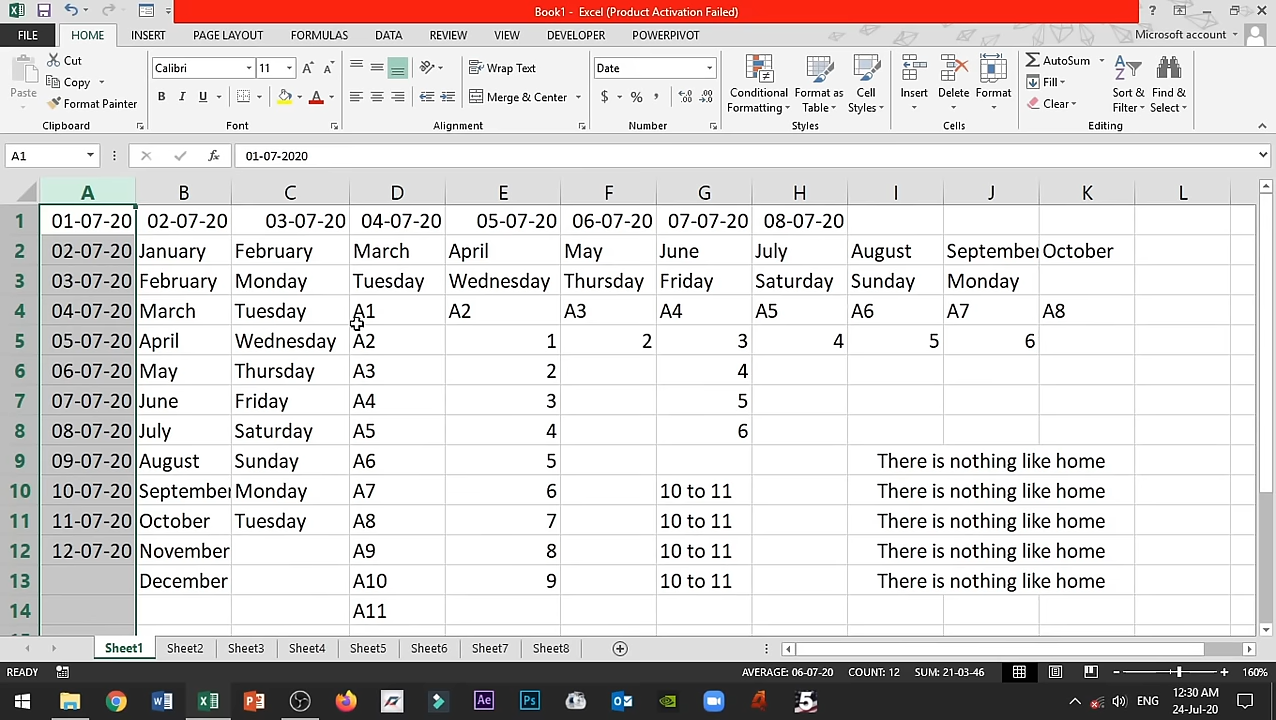 Book1 - Excel (Product Activation Failed)
FILE HOME INSERT PAGE LAYOUT FORMULAS DATA REVIEW VIEW DEVELOPER POWERPIVOT Microsoft account
Cut
Copy
Format Painter
Paste
Clipboard
Calibri 11
B I U
Font
Wrap Text
Merge & Center
Alignment
Date
$ % ,
Number
Conditional Formatting
Format as Table
Cell Styles
Styles
Insert Delete Format
Cells
AutoSum
Fill
Clear
Sort & Filter
Find & Select
Editing
A1 fx 01-07-2020
A B C D E F G H I J K L
1 01-07-20 02-07-20 03-07-20 04-07-20 05-07-20 06-07-20 07-07-20 08-07-20
2 02-07-20 January February March April May June July August September October
3 03-07-20 February Monday Tuesday Wednesday Thursday Friday Saturday Sunday Monday
4 04-07-20 March Tuesday A1 A2 A3 A4 A5 A6 A7 A8
5 05-07-20 April Wednesday A2 1 2 3 4 5 6
6 06-07-20 May Thursday A3 2 4
7 07-07-20 June Friday A4 3 5
8 08-07-20 July Saturday A5 4 6
9 09-07-20 August Sunday A6 5 There is nothing like home
10 10-07-20 September Monday A7 6 10 to 11 There is nothing like home
11 11-07-20 October Tuesday A8 7 10 to 11 There is nothing like home
12 12-07-20 November A9 8 10 to 11 There is nothing like home
13 December A10 9 10 to 11 There is nothing like home
14 A11
Sheet1 Sheet2 Sheet3 Sheet4 Sheet5 Sheet6 Sheet7 Sheet8
READY AVERAGE: 06-07-20 COUNT: 12 SUM: 21-03-46 160%
ENG 12:30 AM
24-Jul-20